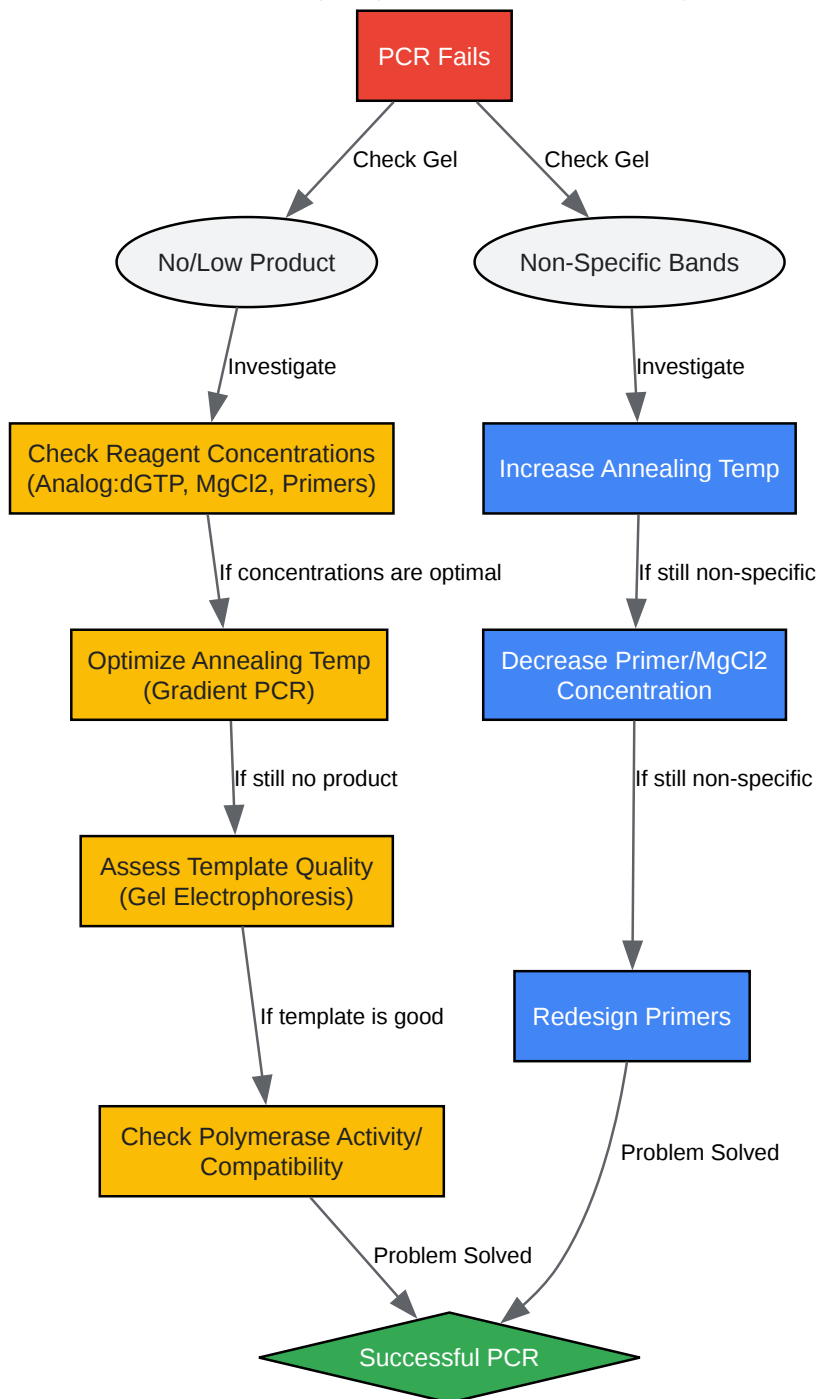 PCR Fails
Check Gel
Check Gel
No/Low Product
Non-Specific Bands
Investigate
Investigate
Check Reagent Concentrations
(Analog:dGTP, MgCl2, Primers)
Increase Annealing Temp
If concentrations are optimal
If still non-specific
Optimize Annealing Temp
(Gradient PCR)
Decrease Primer/MgCl2
Concentration
If still no product
If still non-specific
Assess Template Quality
(Gel Electrophoresis)
If template is good
Redesign Primers
Check Polymerase Activity/
Compatibility
Problem Solved
Problem Solved
Successful PCR